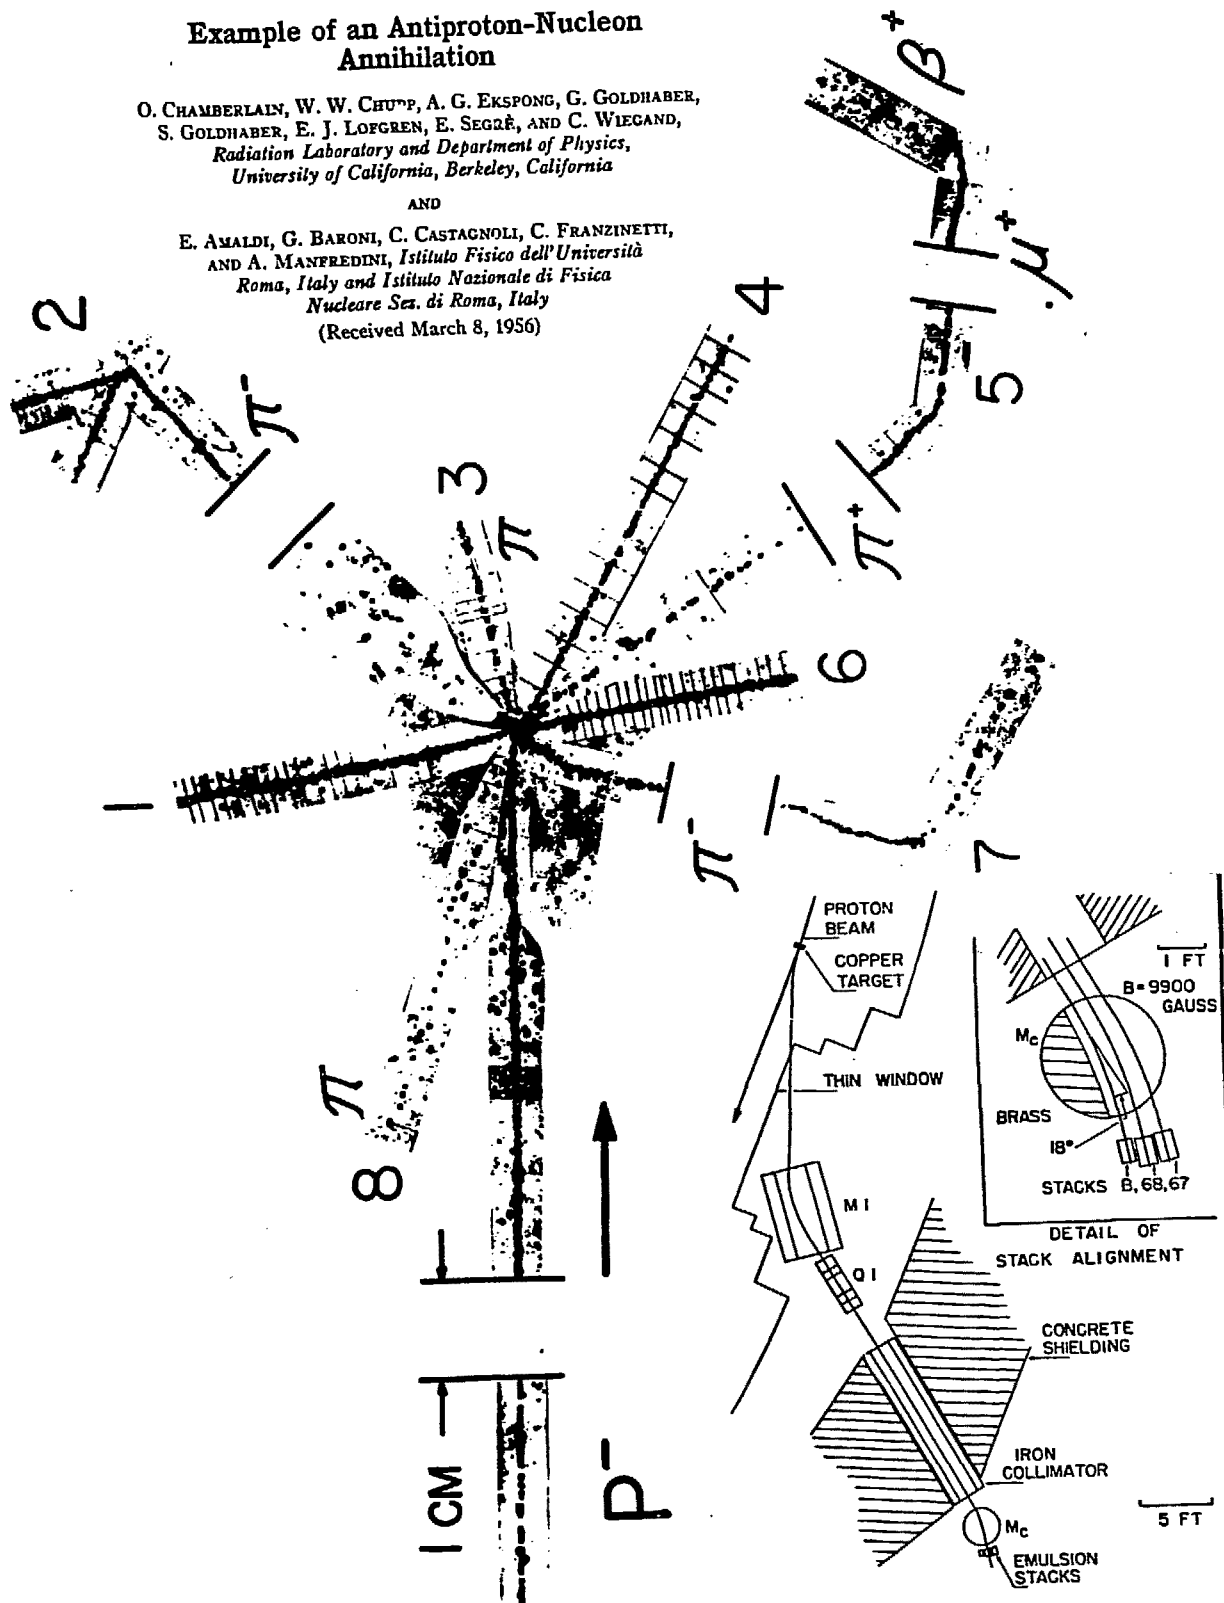 Example of an Antiproton-Nucleon
Annihilation
O. CHAMBERLAIN, W. W. CHUPP, A. G. EKSPONG, G. GOLDHABER,
S. GOLDHABER, E. J. LOFGREN, E. SEGRÈ, AND C. WIEGAND,
Radiation Laboratory and Department of Physics,
University of California, Berkeley, California
AND
E. AMALDI, G. BARONI, C. CASTAGNOLI, C. FRANZINETTI,
AND A. MANFREDINI, Istituto Fisico dell'Università
Roma, Italy and Istituto Nazionale di Fisica
Nucleare Sez. di Roma, Italy
(Received March 8, 1956)
β+
μ+
2
π-
3
π
4
5
π+
6
1
π-
7
π
8
1 CM
P-
PROTON
BEAM
COPPER
TARGET
THIN WINDOW
M I
Q I
CONCRETE
SHIELDING
IRON
COLLIMATOR
Mc
EMULSION
STACKS
5 FT
1 FT
B=9900
GAUSS
Mc
BRASS
18°
STACKS B,68,67
DETAIL OF
STACK ALIGNMENT